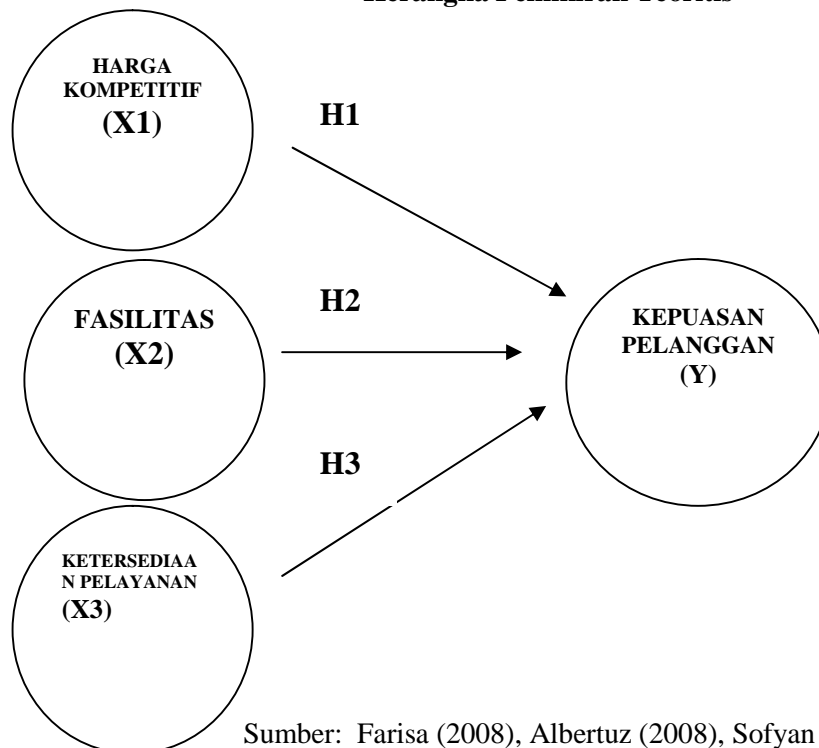 HARGA
KOMPETITIF
(X1)
H1
FASILITAS
(X2)
H2
KEPUASAN
PELANGGAN
(Y)
H3
KETERSEDIAA
N PELAYANAN
(X3)
Sumber: Farisa (2008), Albertuz (2008), Sofyan